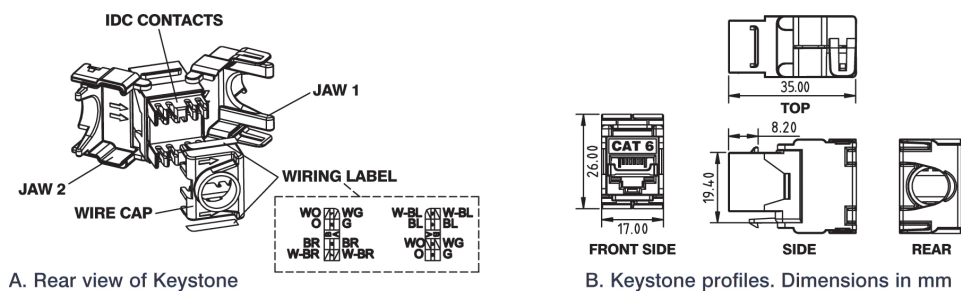 IDC CONTACTS
JAW 1
JAW 2
WIRE CAP
WIRING LABEL
WO WG
O G
B A
BR BR
W-BR W-BR
W-BL W-BL
BL BL
B A
WO WG
O G
A. Rear view of Keystone
35.00
TOP
CAT 6
26.00
17.00
FRONT SIDE
8.20
19.40
SIDE
REAR
B. Keystone profiles. Dimensions in mm